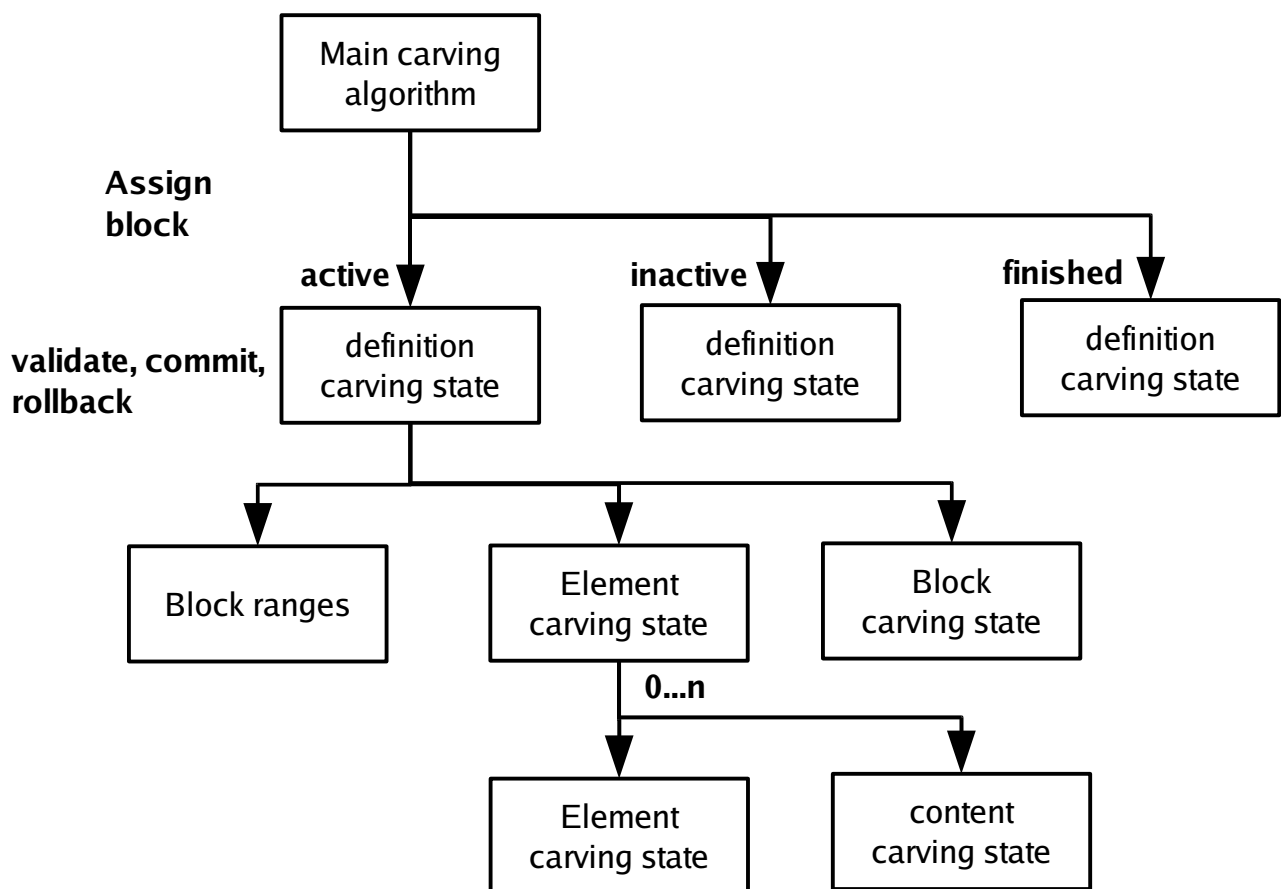 Main carving
algorithm
Assign
block
active
inactive
finished
validate, commit,
rollback
definition
carving state
definition
carving state
definition
carving state
Block ranges
Element
carving state
Block
carving state
0...n
Element
carving state
content
carving state